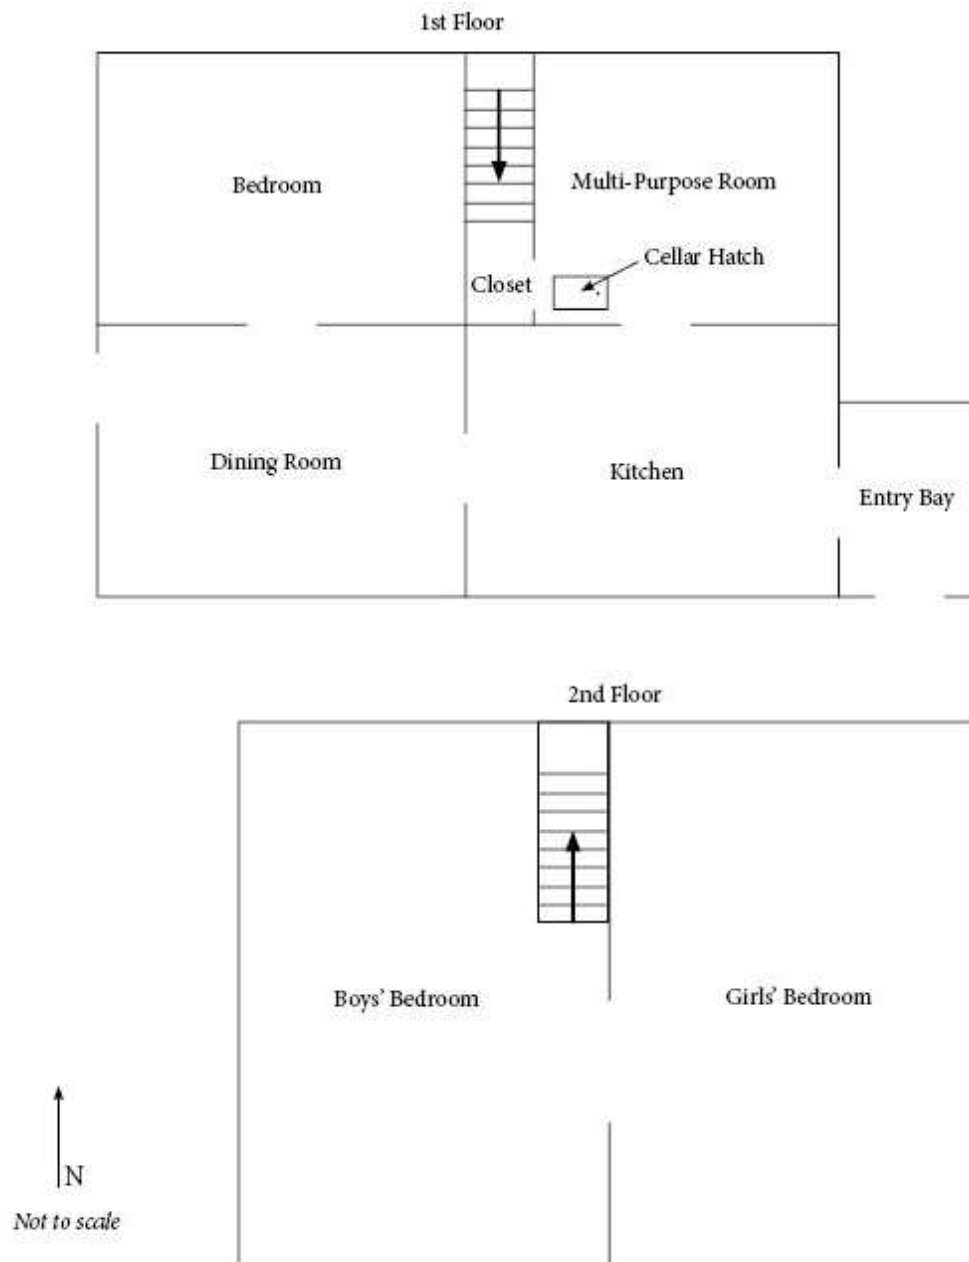 1st Floor
Bedroom
Multi-Purpose Room
Cellar Hatch
Closet
Dining Room
Kitchen
Entry Bay
2nd Floor
Boys’ Bedroom
Girls’ Bedroom
N
Not to scale